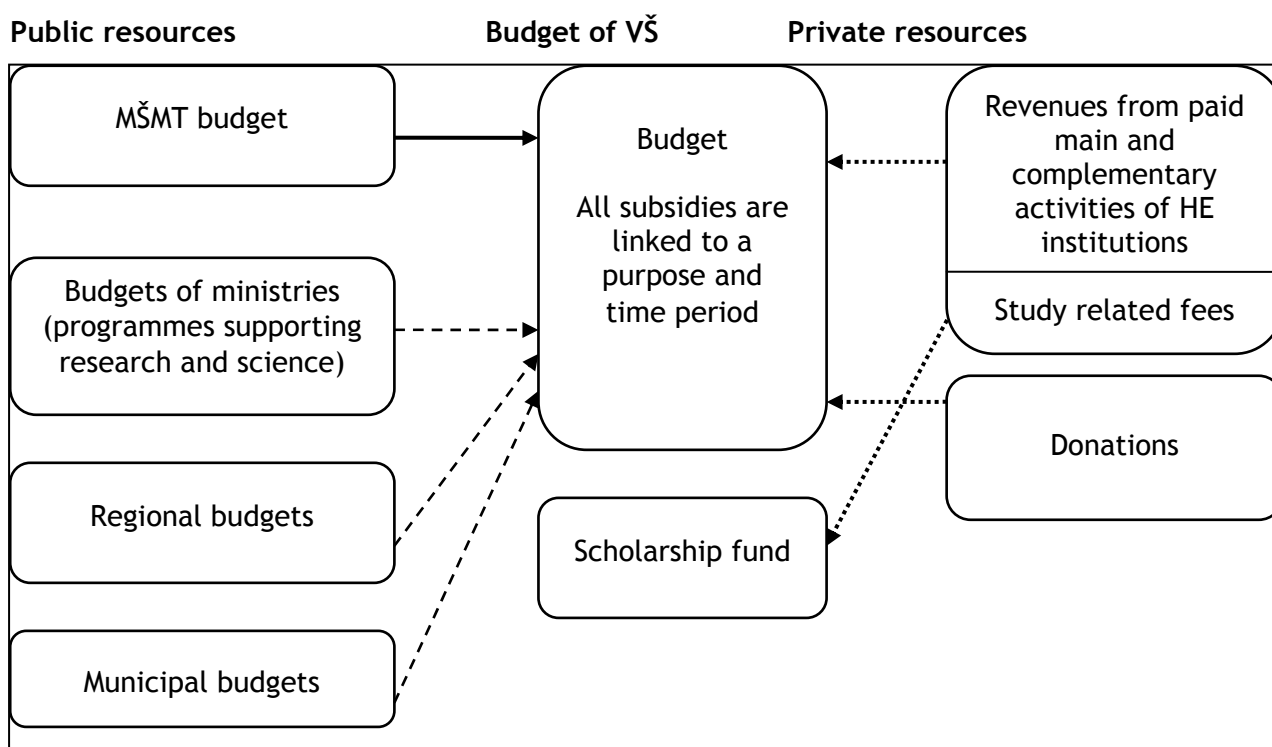 Public resources
Budget of VŠ
Private resources
MŠMT budget
Budgets of ministries
(programmes supporting
research and science)
Regional budgets
Municipal budgets
Budget
All subsidies are
linked to a
purpose and
time period
Scholarship fund
Revenues from paid
main and
complementary
activities of HE
institutions
Study related fees
Donations